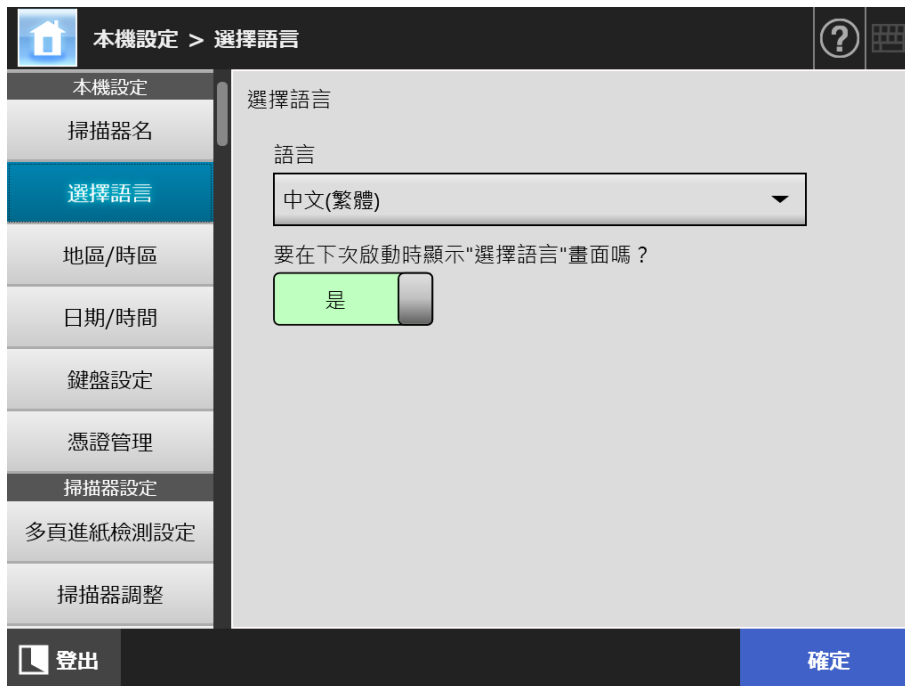 本機設定 > 選擇語言
?
本機設定
掃描器名
選擇語言
地區/時區
日期/時間
鍵盤設定
憑證管理
掃描器設定
多頁進紙檢測設定
掃描器調整
選擇語言
語言
中文(繁體)
要在下次啟動時顯示"選擇語言"畫面嗎？
是
登出
確定